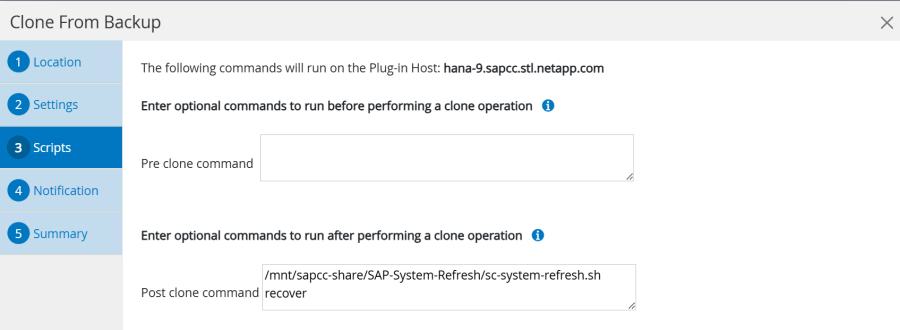 Clone From Backup
1 Location
2 Settings
3 Scripts
4 Notification
5 Summary
The following commands will run on the Plug-in Host: hana-9.sapcc.stl.netapp.com
Enter optional commands to run before performing a clone operation
Pre clone command
Enter optional commands to run after performing a clone operation
Post clone command
/mnt/sapcc-share/SAP-System-Refresh/sc-system-refresh.sh
recover